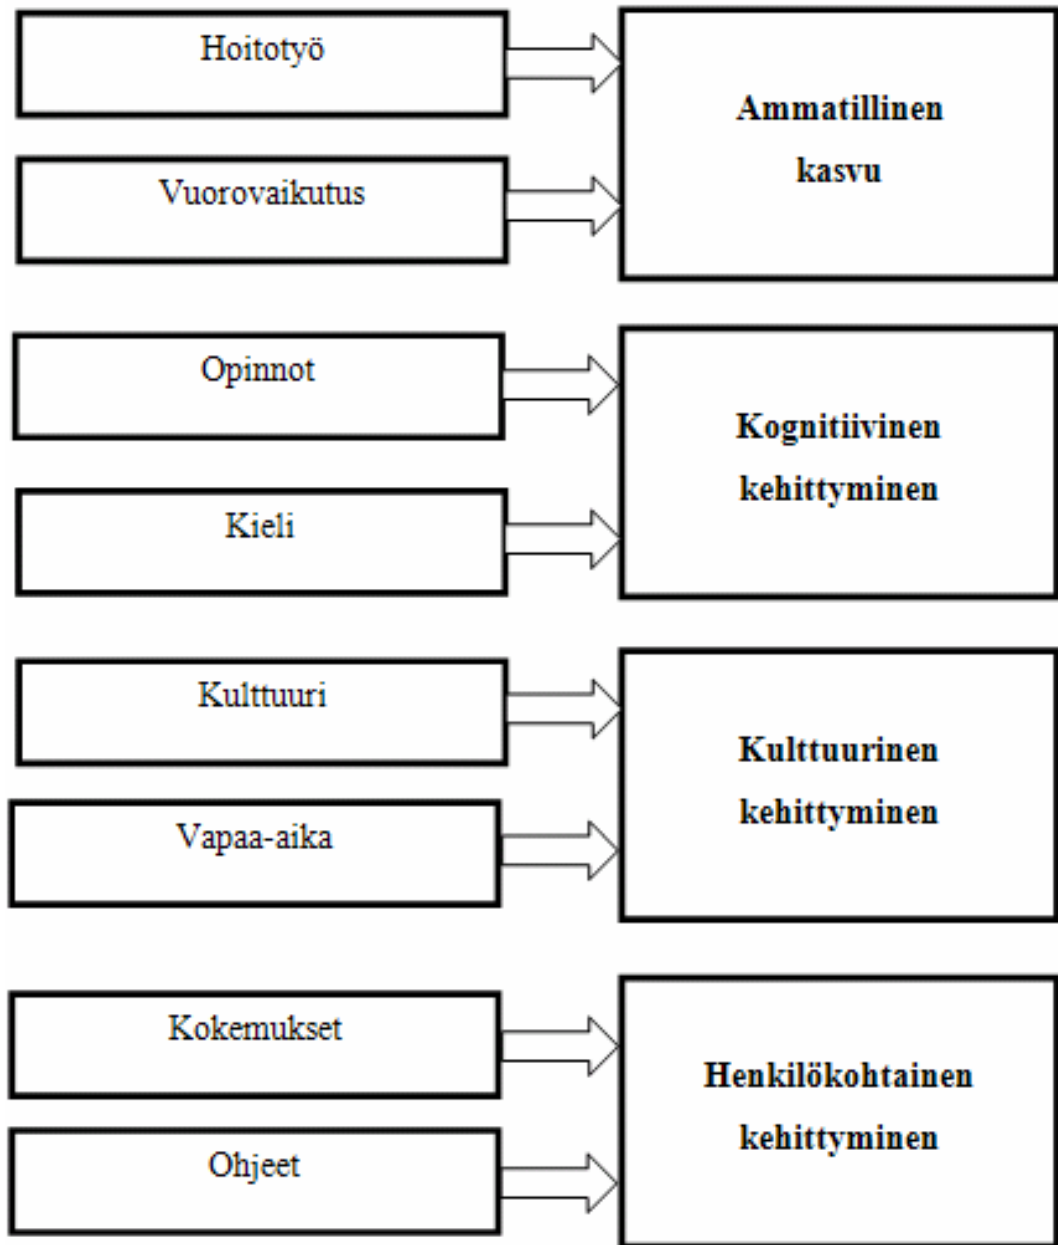 Hoitotyö
Vuorovaikutus
Ammatillinen
kasvu
Opinnot
Kieli
Kognitiivinen
kehittyminen
Kulttuuri
Vapaa-aika
Kulttuurinen
kehittyminen
Kokemukset
Ohjeet
Henkilökohtainen
kehittyminen